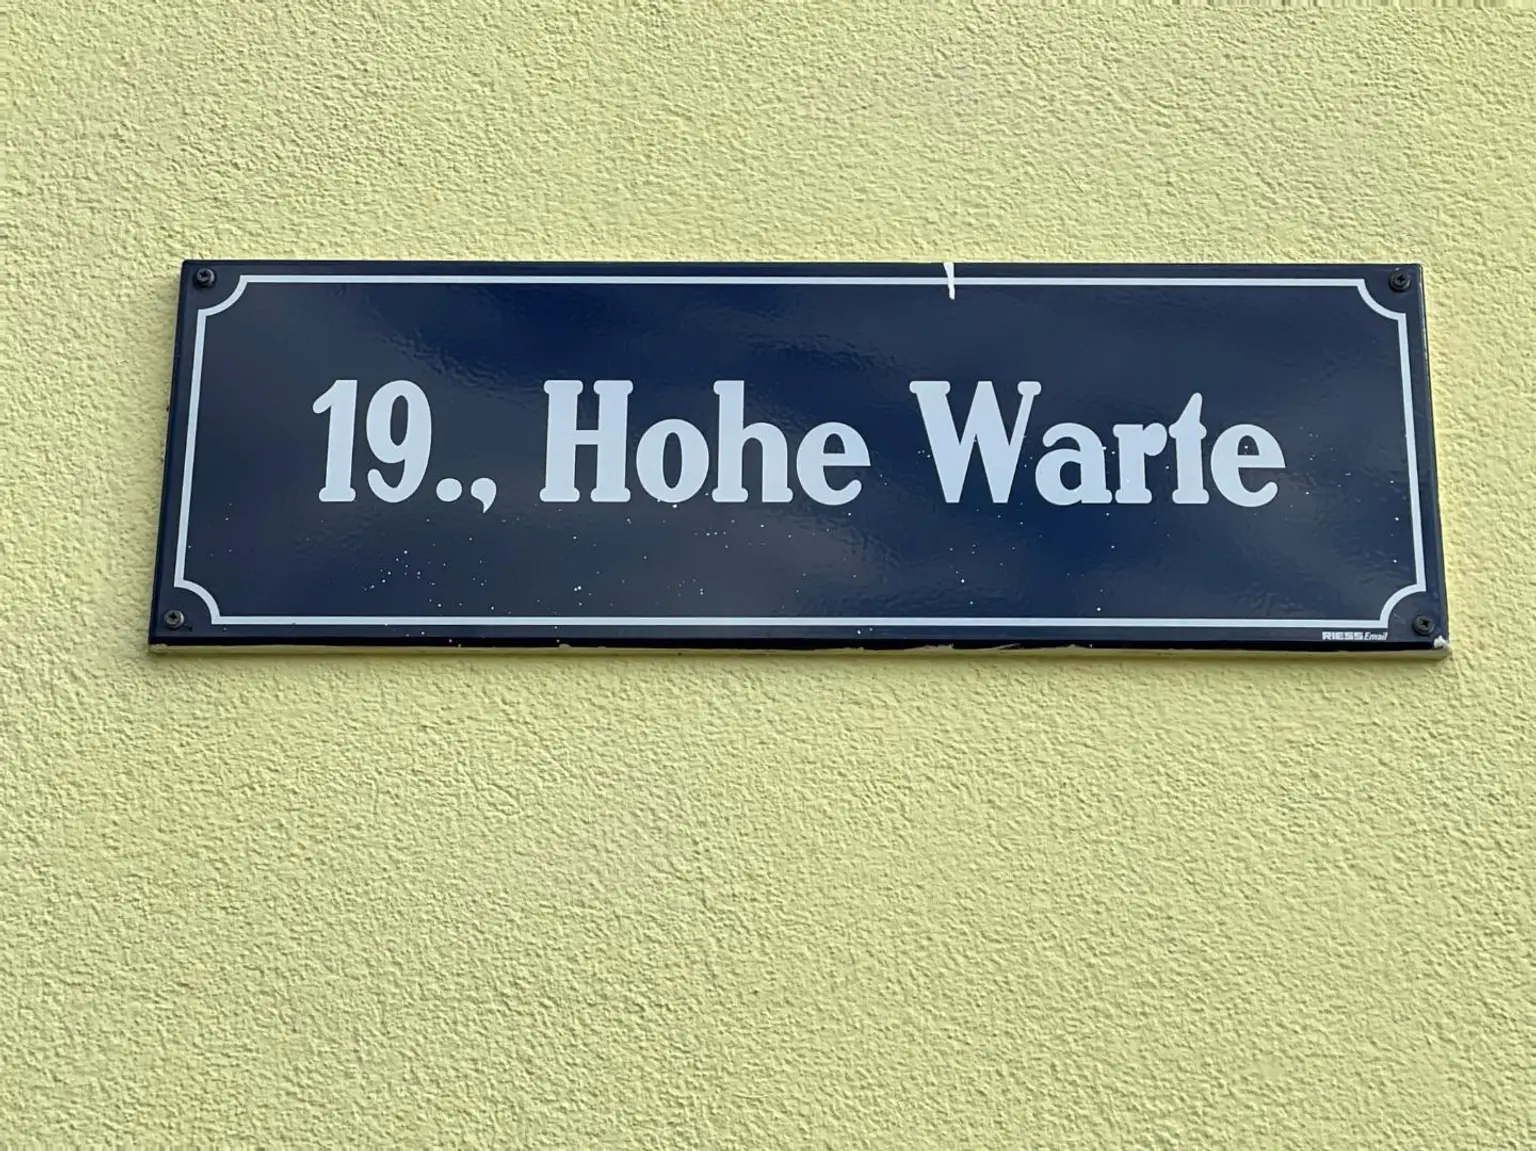 19., Hohe Warte
RIESS Email